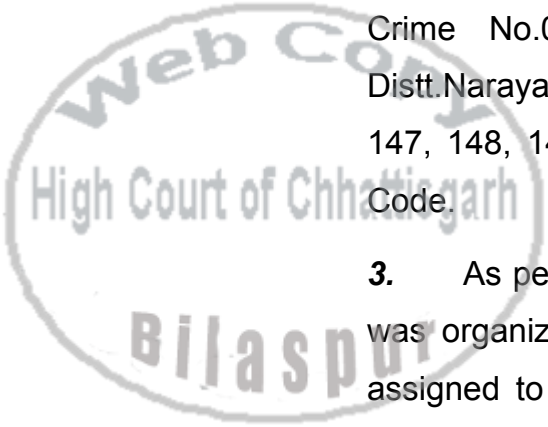 Web Copy
High Court of Chhattisgarh
Bilaspur
Crime No.0
Distt.Naraya
147, 148, 14
Code.
3. As pe
was organiz
assigned to